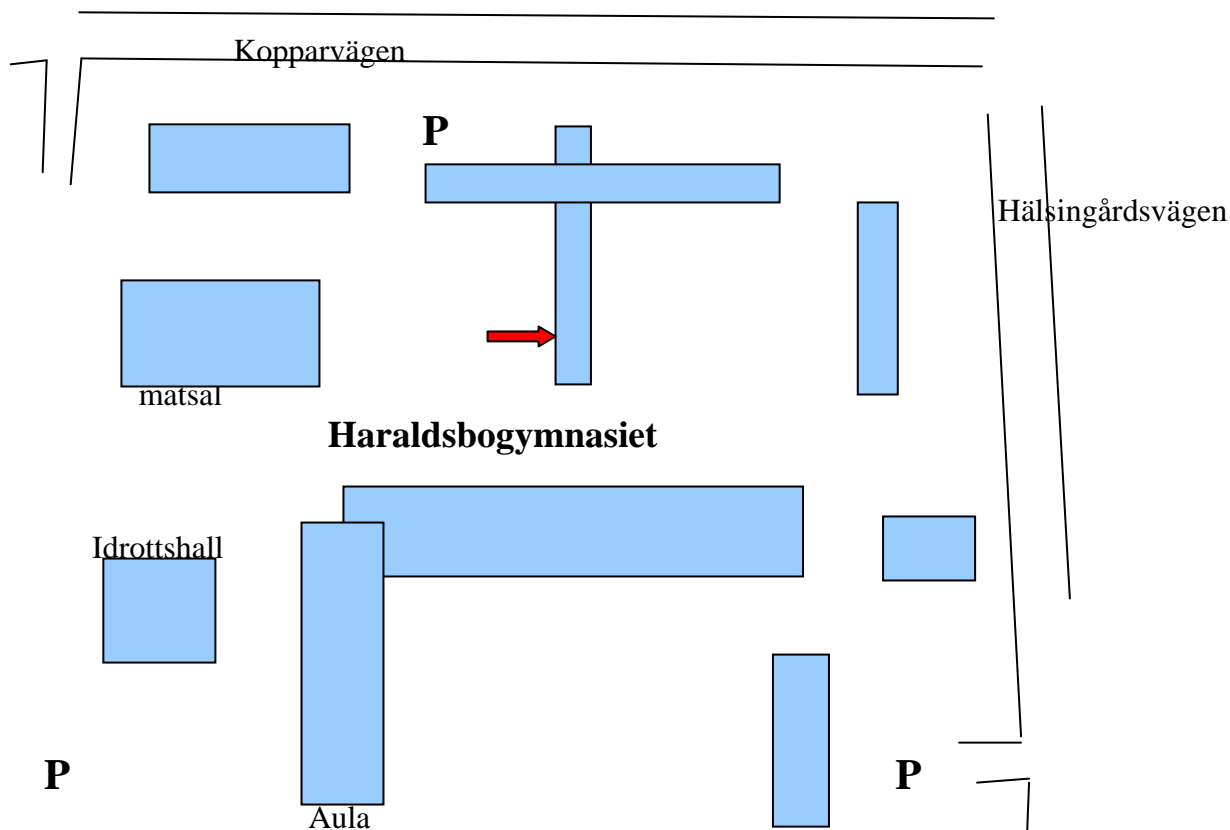 Kopparvägen
P
Hälsingårdsvägen
matsal
Haraldsbogymnasiet
Idrottshall
P
P
Aula